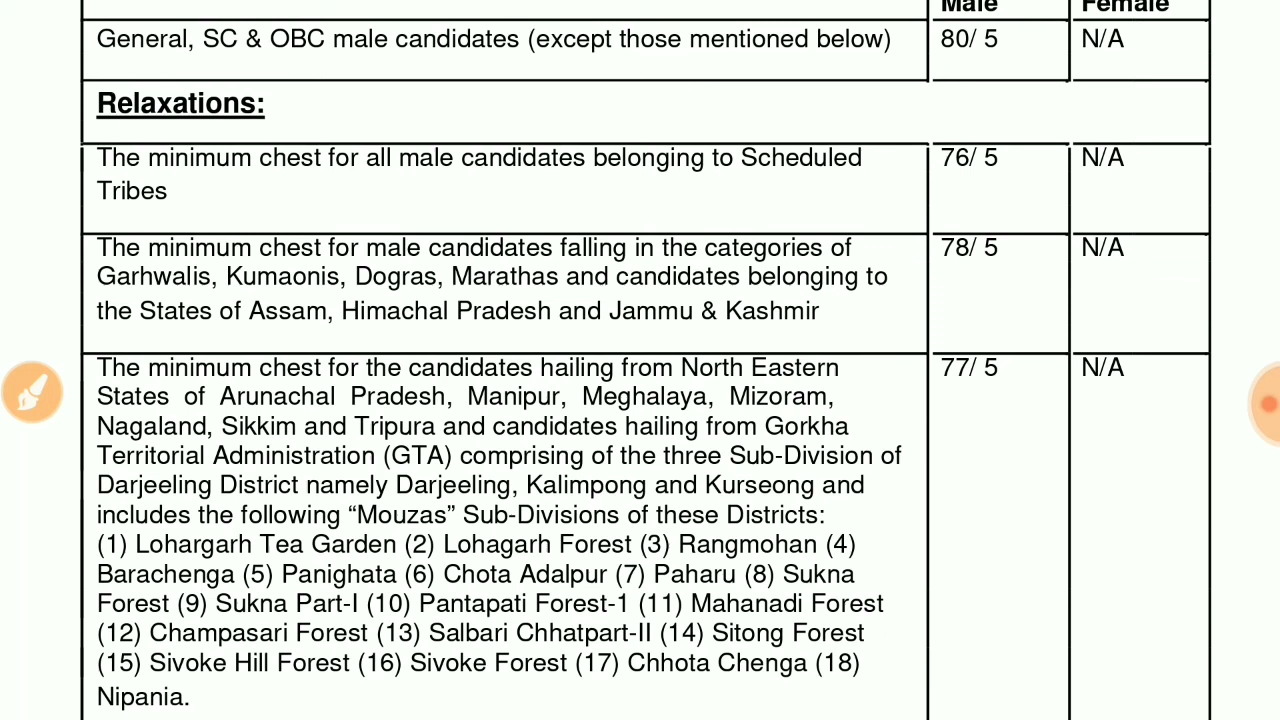 Male Female
General, SC & OBC male candidates (except those mentioned below) 80/ 5 N/A
Relaxations:
The minimum chest for all male candidates belonging to Scheduled 76/ 5 N/A
Tribes
The minimum chest for male candidates falling in the categories of 78/ 5 N/A
Garhwalis, Kumaonis, Dogras, Marathas and candidates belonging to
the States of Assam, Himachal Pradesh and Jammu & Kashmir
The minimum chest for the candidates hailing from North Eastern 77/ 5 N/A
States of Arunachal Pradesh, Manipur, Meghalaya, Mizoram,
Nagaland, Sikkim and Tripura and candidates hailing from Gorkha
Territorial Administration (GTA) comprising of the three Sub-Division of
Darjeeling District namely Darjeeling, Kalimpong and Kurseong and
includes the following “Mouzas” Sub-Divisions of these Districts:
(1) Lohargarh Tea Garden (2) Lohagarh Forest (3) Rangmohan (4)
Barachenga (5) Panighata (6) Chota Adalpur (7) Paharu (8) Sukna
Forest (9) Sukna Part-I (10) Pantapati Forest-1 (11) Mahanadi Forest
(12) Champasari Forest (13) Salbari Chhatpart-II (14) Sitong Forest
(15) Sivoke Hill Forest (16) Sivoke Forest (17) Chhota Chenga (18)
Nipania.